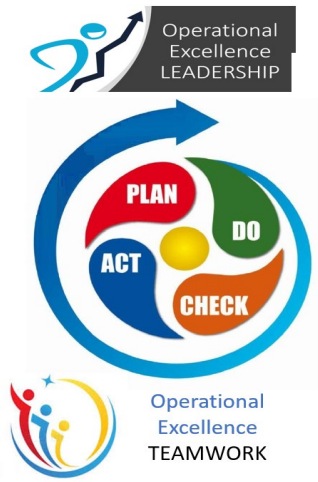 Operational
Excellence
LEADERSHIP
PLAN
DO
ACT
CHECK
Operational
Excellence
TEAMWORK